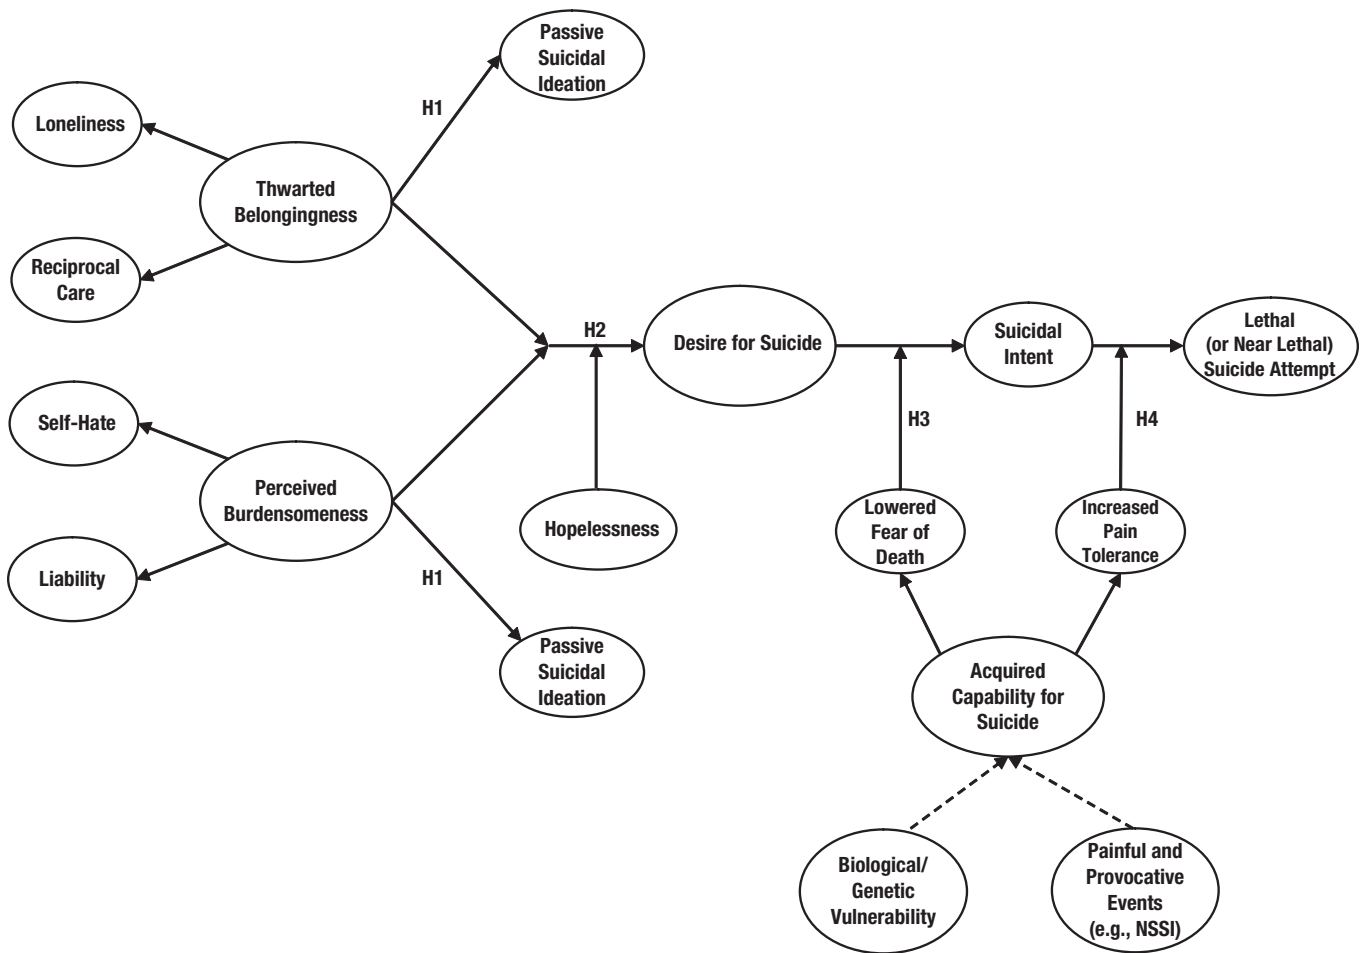 Passive
Suicidal
Ideation
H1
Loneliness
Thwarted
Belongingness
Reciprocal
Care
H2
Desire for Suicide
Suicidal
Intent
Lethal
(or Near Lethal)
Suicide Attempt
Self-Hate
H3
H4
Perceived
Burdensomeness
Hopelessness
Lowered
Fear of
Death
Increased
Pain
Tolerance
Liability
H1
Passive
Suicidal
Ideation
Acquired
Capability for
Suicide
Biological/
Genetic
Vulnerability
Painful and
Provocative
Events
(e.g., NSSI)